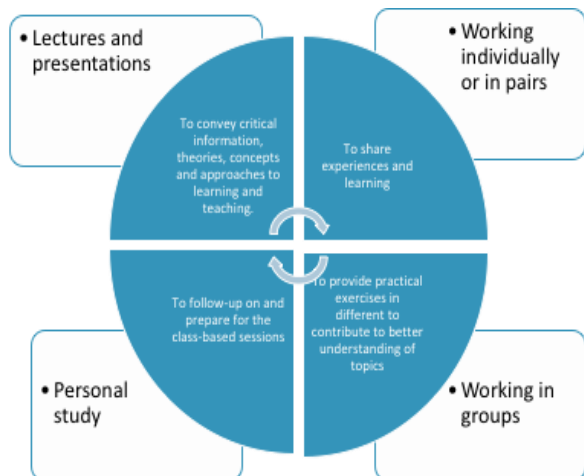 • Lectures and
presentations
• Working
individually
or in pairs
To convey critical
information,
theories, concepts
and approaches to
learning and
teaching.
To share
experiences and
learning
To follow-up on and
prepare for the
class-based sessions
To provide practical
exercises in
different to
contribute to better
understanding of
topics
• Personal
study
• Working in
groups